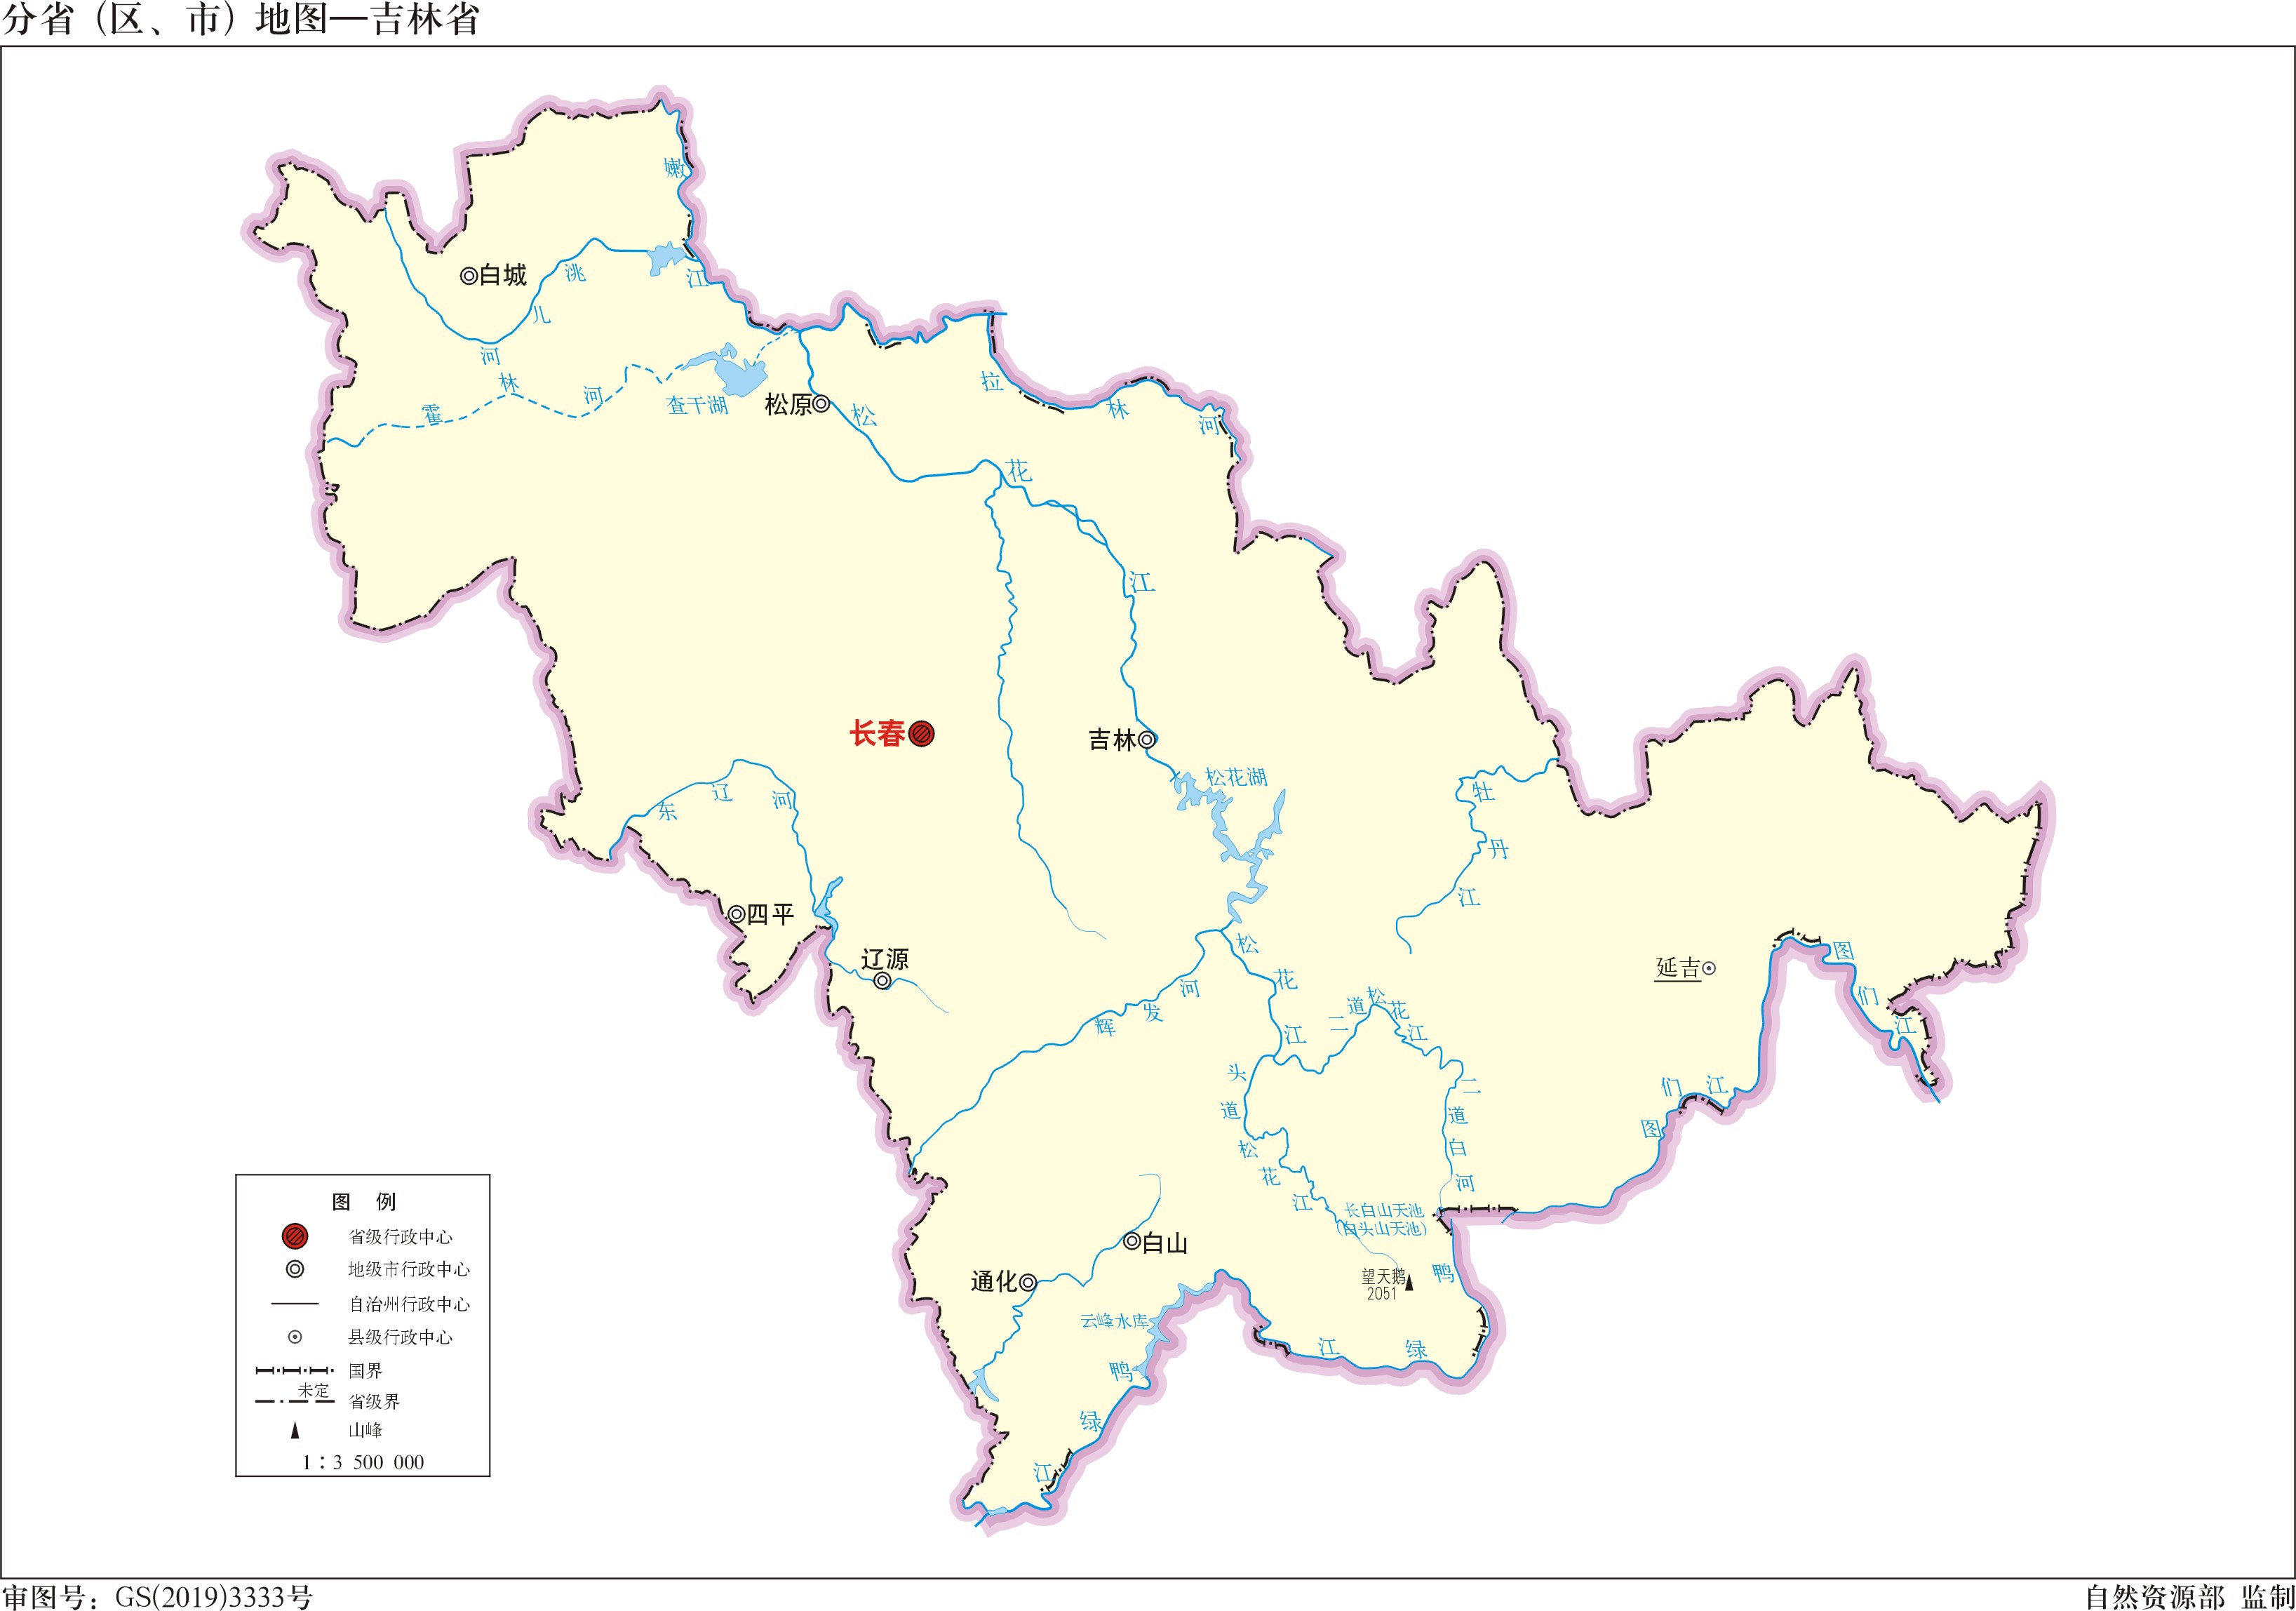 分省（区、市）地图—吉林省
嫩
江
白城
洮
儿
河
霍
林
河
查干湖
松原
松
花
江
拉
林
河
长春
吉林
松花湖
牡
丹
江
东
辽
河
四平
辽源
辉
发
河
松
花
江
二
道
松
花
江
头
道
松
花
江
二
道
白
河
延吉
图
们
江
图
们
江
长白山天池
(白头山天池)
望天鹅
2051
鸭
绿
江
白山
通化
云峰水库
鸭
绿
江
图 例
省级行政中心
地级市行政中心
自治州行政中心
县级行政中心
国界
未定
省级界
山峰
1：3 500 000
审图号：GS(2019)3333号
自然资源部 监制